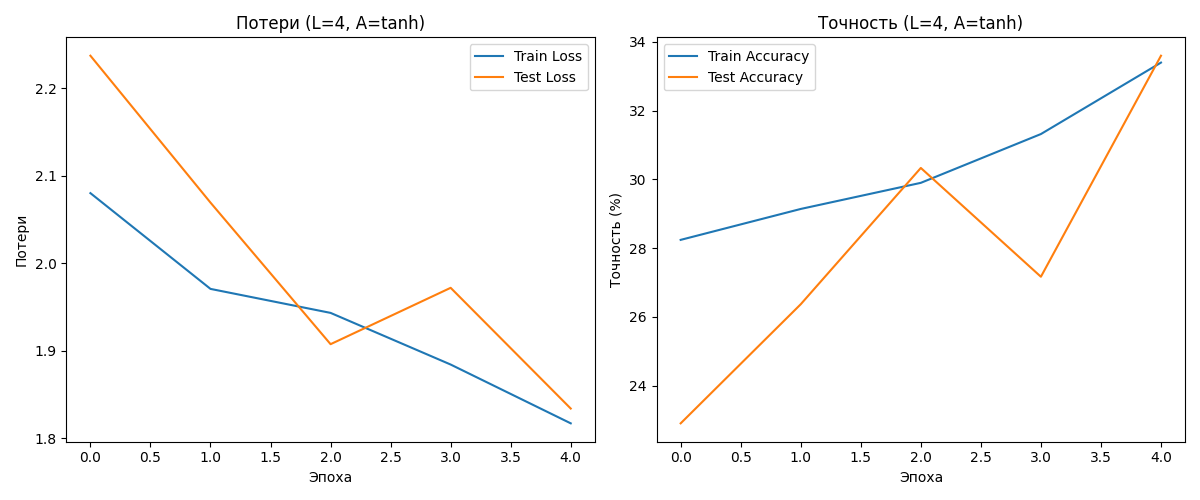 Потери (L=4, A=tanh)
Train Loss
Test Loss
2.2
2.1
2.0
1.9
1.8
Потери
0.0 0.5 1.0 1.5 2.0 2.5 3.0 3.5 4.0
Эпоха
Точность (L=4, A=tanh)
Train Accuracy
Test Accuracy
34
32
30
28
26
24
Точность (%)
0.0 0.5 1.0 1.5 2.0 2.5 3.0 3.5 4.0
Эпоха